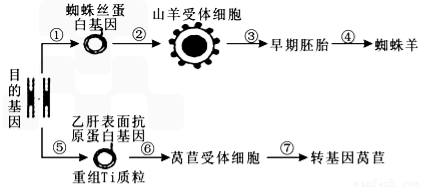 蜘蛛丝蛋
白基因
山羊受体细胞
① ② ③ 早期胚胎 ④ 蜘蛛羊
目的基因
乙肝表面抗
原蛋白基因
⑤ ⑥ 莴苣受体细胞 ⑦ 转基因莴苣
重组Ti质粒